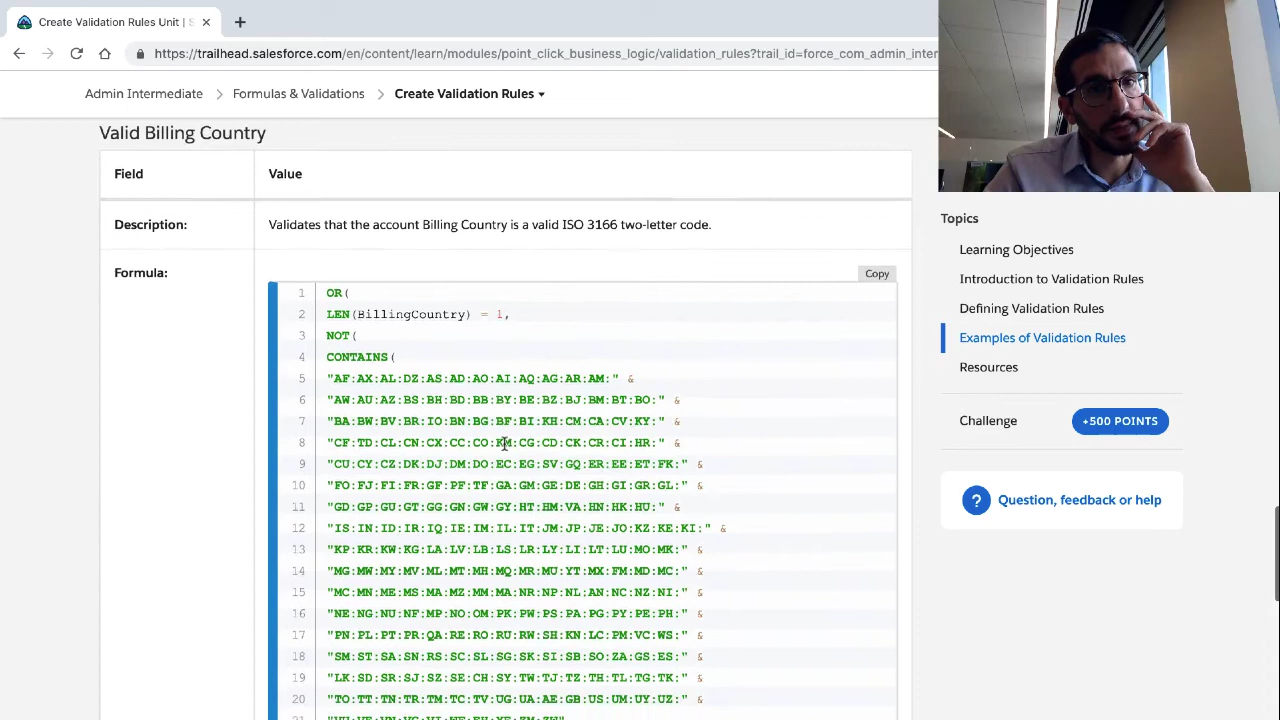 Create Validation Rules Unit | S
https://trailhead.salesforce.com/en/content/learn/modules/point_click_business_logic/validation_rules?trail_id=force_com_admin_inter
Admin Intermediate
Formulas & Validations
Create Validation Rules
Valid Billing Country
Field
Value
Description:
Validates that the account Billing Country is a valid ISO 3166 two-letter code.
Formula:
Copy
1 OR(
2 LEN(BillingCountry) = 1,
3 NOT(
4 CONTAINS(
5 "AF:AX:AL:DZ:AS:AD:AO:AI:AQ:AG:AR:AM:" &
6 "AW:AU:AZ:BS:BH:BD:BB:BY:BE:BZ:BJ:BM:BT:BO:" &
7 "BA:BW:BV:BR:IO:BN:BG:BF:BI:KH:CM:CA:CV:KY:" &
8 "CF:TD:CL:CN:CX:CC:CO:KM:CG:CD:CK:CR:CI:HR:" &
9 "CU:CY:CZ:DK:DJ:DM:DO:EC:EG:SV:GQ:ER:EE:ET:FK:" &
10 "FO:FJ:FI:FR:GF:PF:TF:GA:GM:GE:DE:GH:GI:GR:GL:" &
11 "GD:GP:GU:GT:GG:GN:GW:GY:HT:HM:VA:HN:HK:HU:" &
12 "IS:IN:ID:IR:IQ:IE:IM:IL:IT:JM:JP:JE:JO:KZ:KE:KI:" &
13 "KP:KR:KW:KG:LA:LV:LB:LS:LR:LY:LI:LT:LU:MO:MK:" &
14 "MG:MW:MY:MV:ML:MT:MH:MQ:MR:MU:YT:MX:FM:MD:MC:" &
15 "MC:MN:ME:MS:MA:MZ:MM:MA:NR:NP:NL:AN:NC:NZ:NI:" &
16 "NE:NG:NU:NF:MP:NO:OM:PK:PW:PS:PA:PG:PY:PE:PH:" &
17 "PN:PL:PT:PR:QA:RE:RO:RU:RW:SH:KN:LC:PM:VC:WS:" &
18 "SM:ST:SA:SN:RS:SC:SL:SG:SK:SI:SB:SO:ZA:GS:ES:" &
19 "LK:SD:SR:SJ:SZ:SE:CH:SY:TW:TJ:TZ:TH:TL:TG:TK:" &
20 "TO:TT:TN:TR:TM:TC:TV:UG:UA:AE:GB:US:UM:UY:UZ:" &
Topics
Learning Objectives
Introduction to Validation Rules
Defining Validation Rules
Examples of Validation Rules
Resources
Challenge
+500 POINTS
? Question, feedback or help